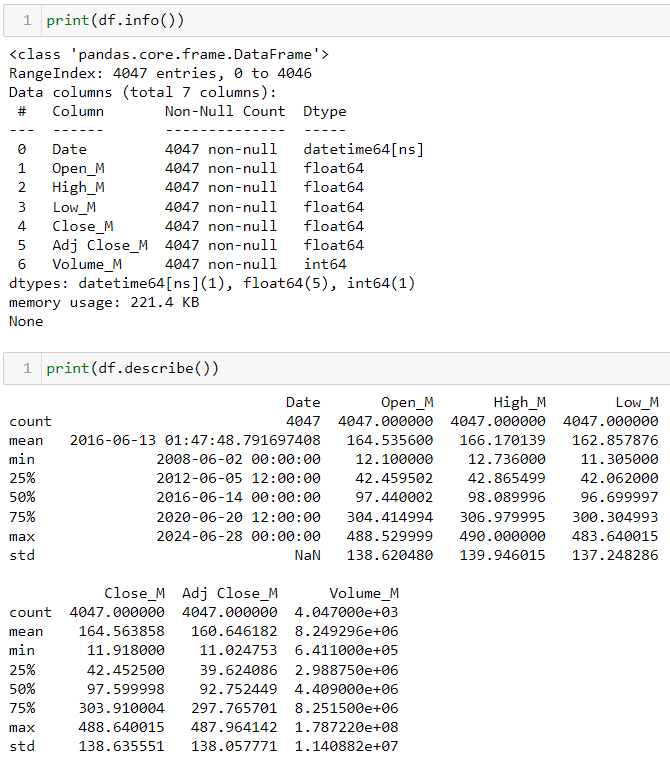 1 print(df.info())
<class 'pandas.core.frame.DataFrame'>
RangeIndex: 4047 entries, 0 to 4046
Data columns (total 7 columns):
 #   Column       Non-Null Count  Dtype
---  ------       --------------  -----
 0   Date         4047 non-null   datetime64[ns]
 1   Open_M       4047 non-null   float64
 2   High_M       4047 non-null   float64
 3   Low_M        4047 non-null   float64
 4   Close_M      4047 non-null   float64
 5   Adj Close_M  4047 non-null   float64
 6   Volume_M     4047 non-null   int64
dtypes: datetime64[ns](1), float64(5), int64(1)
memory usage: 221.4 KB
None
1 print(df.describe())
                                Date       Open_M       High_M        Low_M
count                           4047  4047.000000  4047.000000  4047.000000
mean   2016-06-13 01:47:48.791697408   164.535600   166.170139   162.857876
min              2008-06-02 00:00:00    12.100000    12.736000    11.305000
25%              2012-06-05 12:00:00    42.459502    42.865499    42.062000
50%              2016-06-14 00:00:00    97.440002    98.089996    96.699997
75%              2020-06-20 12:00:00   304.414994   306.979995   300.304993
max              2024-06-28 00:00:00   488.529999   490.000000   483.640015
std                              NaN   138.620480   139.946015   137.248286
           Close_M  Adj Close_M      Volume_M
count  4047.000000  4047.000000  4.047000e+03
mean    164.563858   160.646182  8.249296e+06
min      11.918000    11.024753  6.411000e+05
25%      42.452500    39.624086  2.988750e+06
50%      97.599998    92.752449  4.409000e+06
75%     303.910004   297.765701  8.251500e+06
max     488.640015   487.964142  1.787220e+08
std     138.635551   138.057771  1.140882e+07